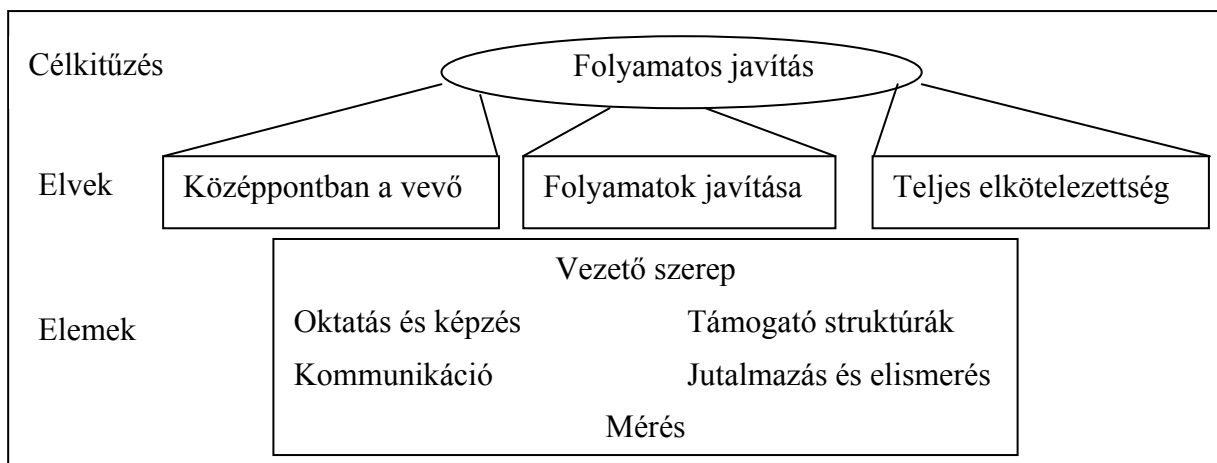 Célkitűzés Folyamatos javítás
Elvek Középpontban a vevő Folyamatok javítása Teljes elkötelezettség
Vezető szerep
Oktatás és képzés Támogató struktúrák
Elemek
Kommunikáció Jutalmazás és elismerés
Mérés